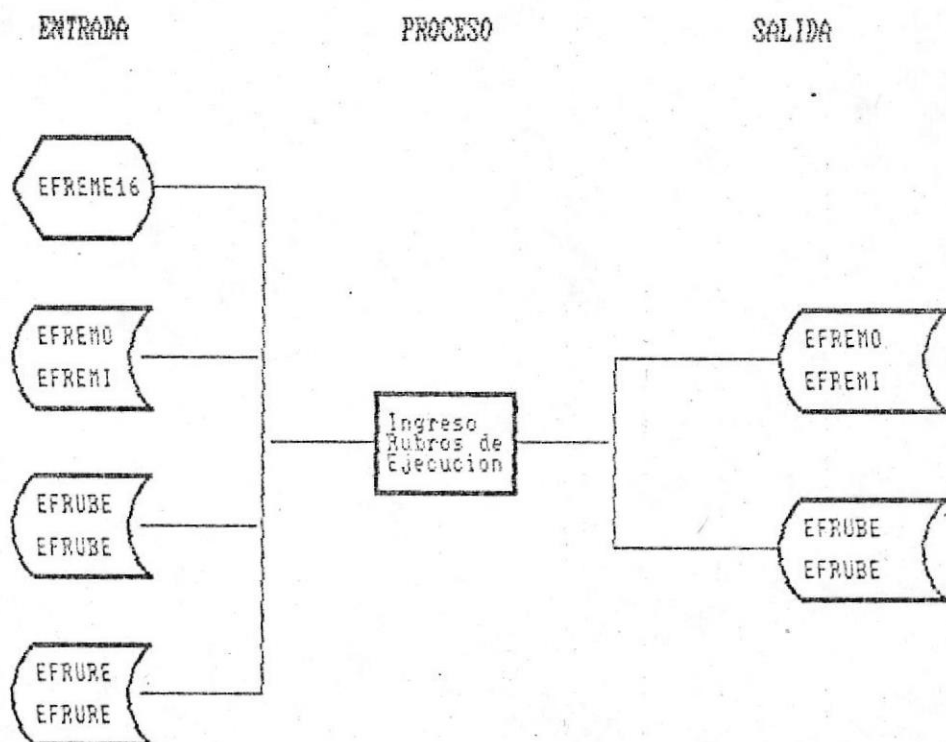 ENTRADA PROCESO SALIDA
EFREME16
EFREMO
EFREMI
EFRUBE
EFRUBE
EFRURE
EFRURE
Ingreso
Rubros de
Ejecucion
EFREMO
EFREMI
EFRUBE
EFRUBE